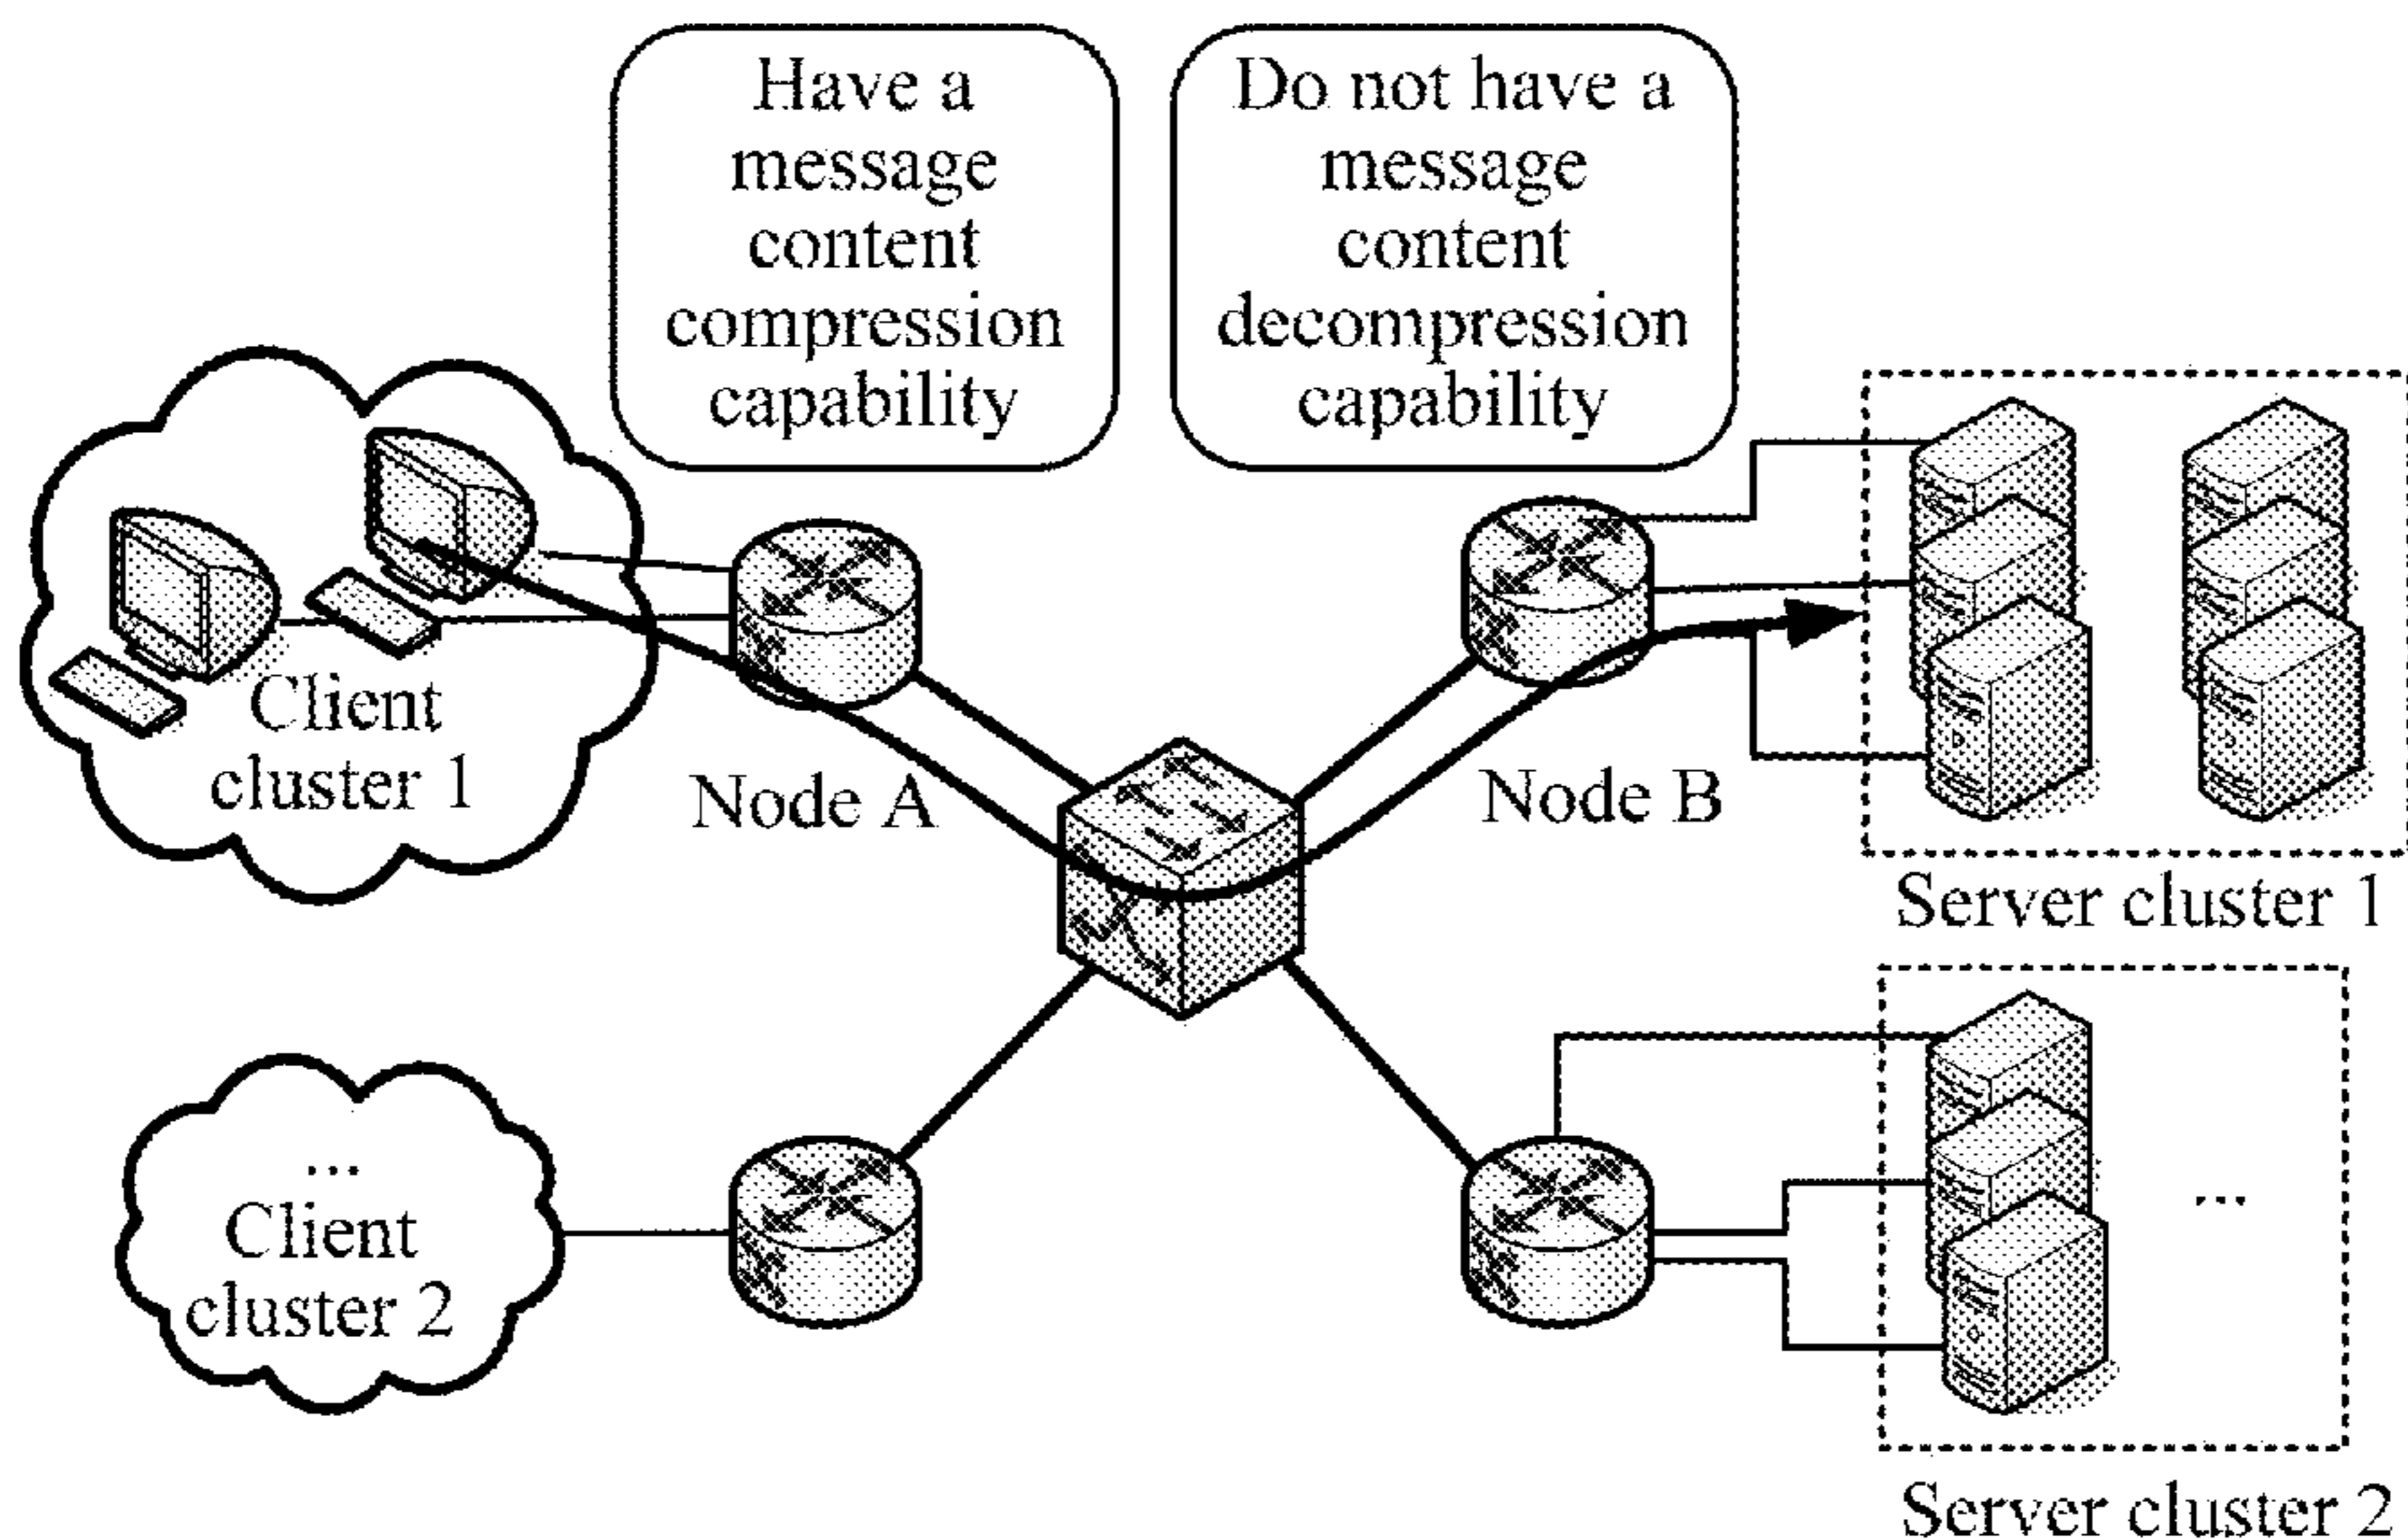 Have a
message
content
compression
capability
Do not have a
message
content
decompression
capability
Client
cluster 1
Node A
Node B
Server cluster 1
...
Client
cluster 2
...
Server cluster 2